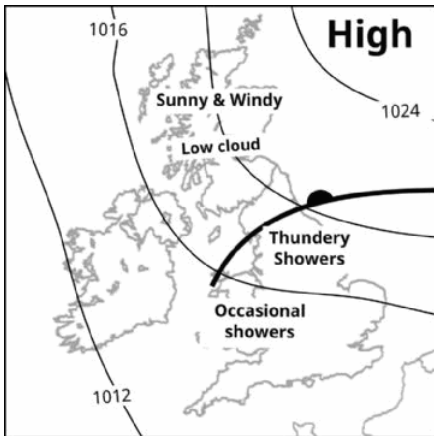 1016
High
Sunny & Windy
1024
Low cloud
Thundery
Showers
Occasional
showers
1012